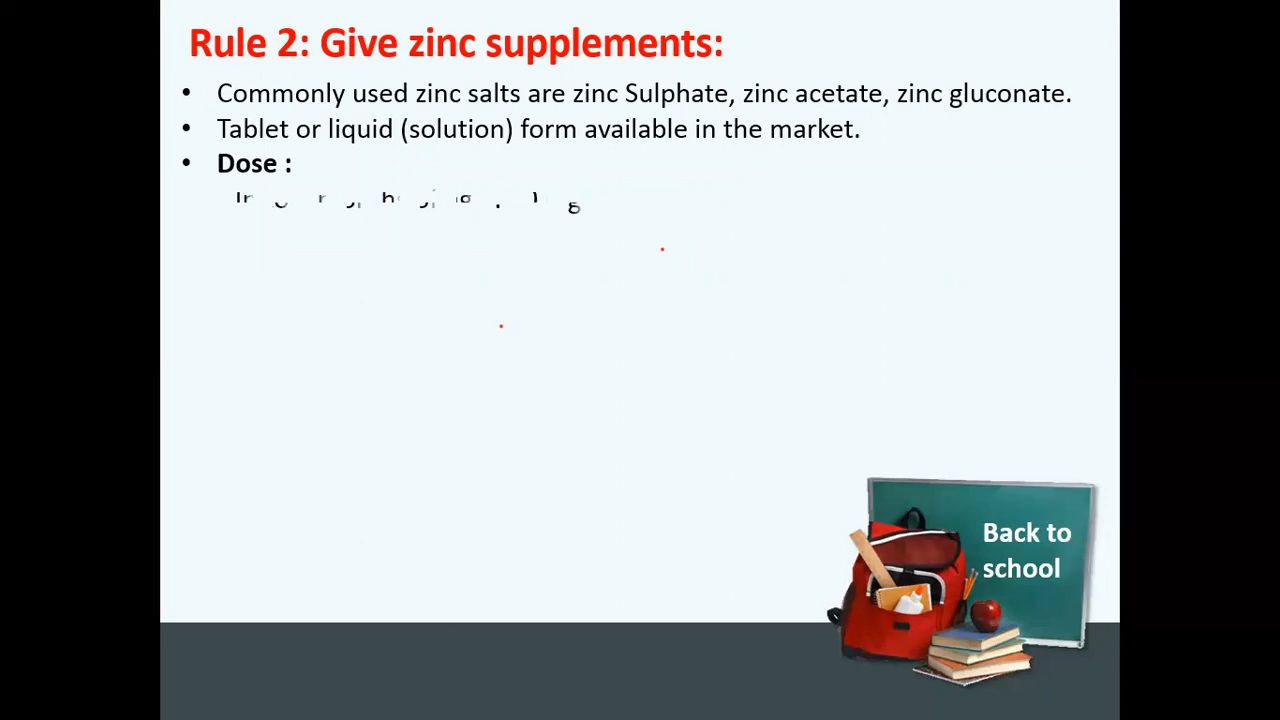 Rule 2: Give zinc supplements:
• Commonly used zinc salts are zinc Sulphate, zinc acetate, zinc gluconate.
• Tablet or liquid (solution) form available in the market.
• Dose :
Back to
school